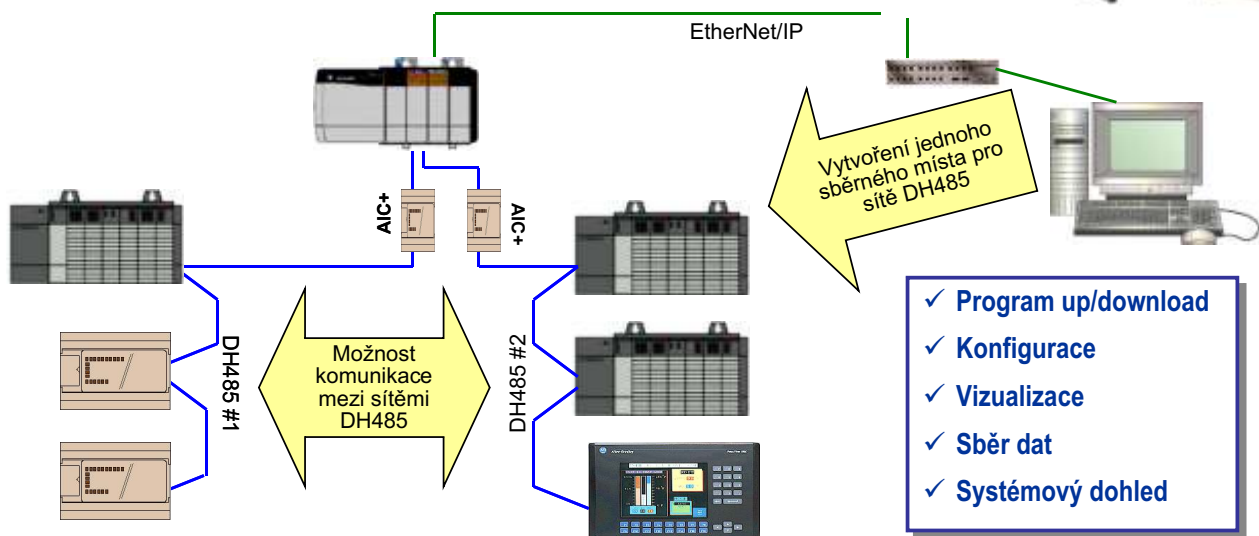 EtherNet/IP
Vytvoření jednoho
sběrného místa pro
sítě DH485
AIC+
AIC+
DH485 #1
Možnost
komunikace
mezi sítěmi
DH485
DH485 #2
✓ Program up/download
✓ Konfigurace
✓ Vizualizace
✓ Sběr dat
✓ Systémový dohled